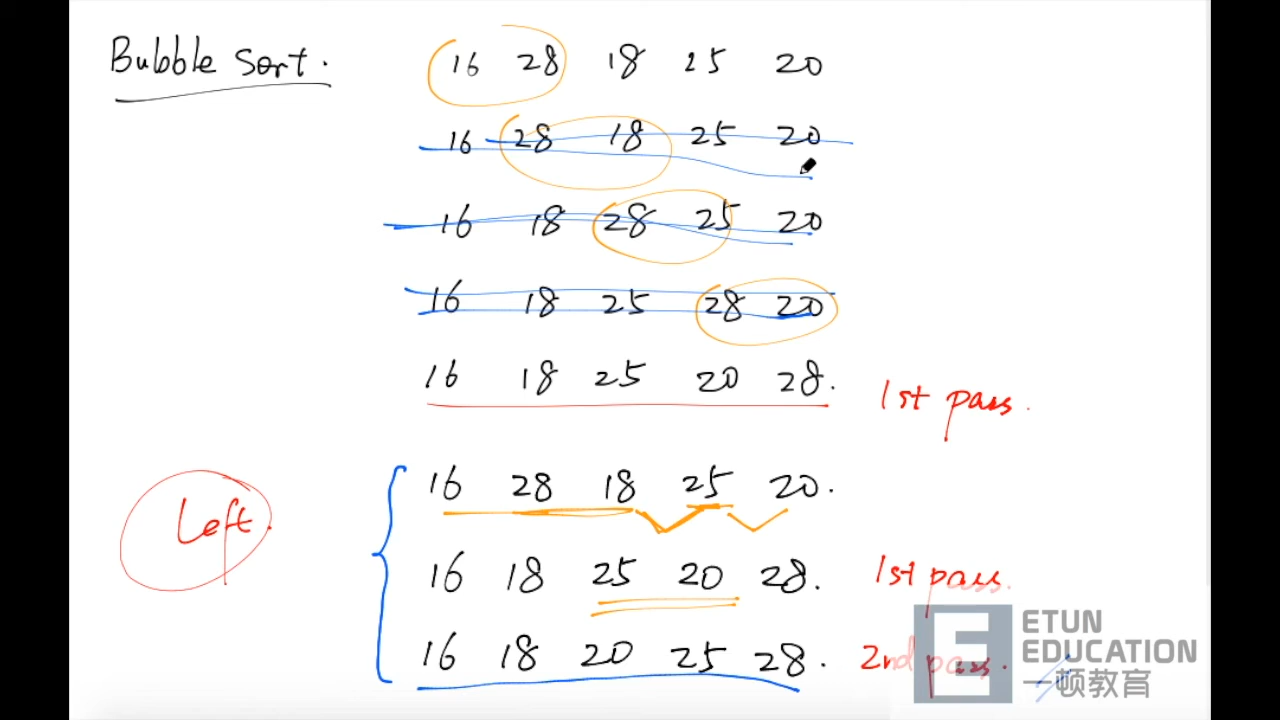 Bubble Sort.
16 28 18 25 20
16 28 18 25 20
16 18 28 25 20
16 18 25 28 20
16 18 25 20 28.
1st pass.
16 28 18 25 20.
Left.
16 18 25 20 28.
1st pass.
16 18 20 25 28.
2nd pass.
E
ETUN
EDUCATION
一顿教育